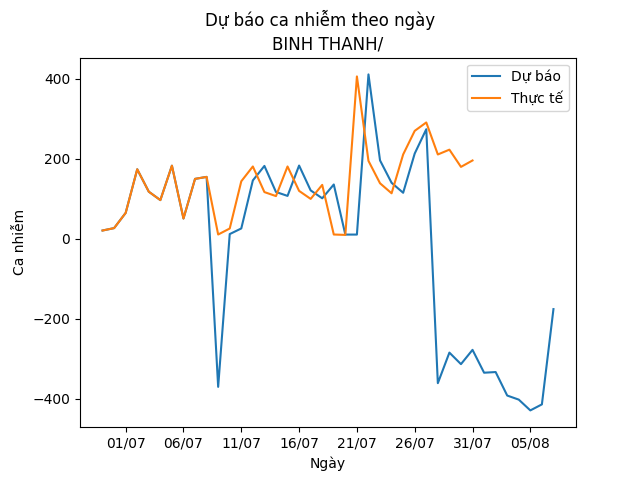 Dự báo ca nhiễm theo ngày
BINH THANH/
Dự báo
Thực tế
400
200
0
−200
−400
Ca nhiễm
01/07 06/07 11/07 16/07 21/07 26/07 31/07 05/08
Ngày